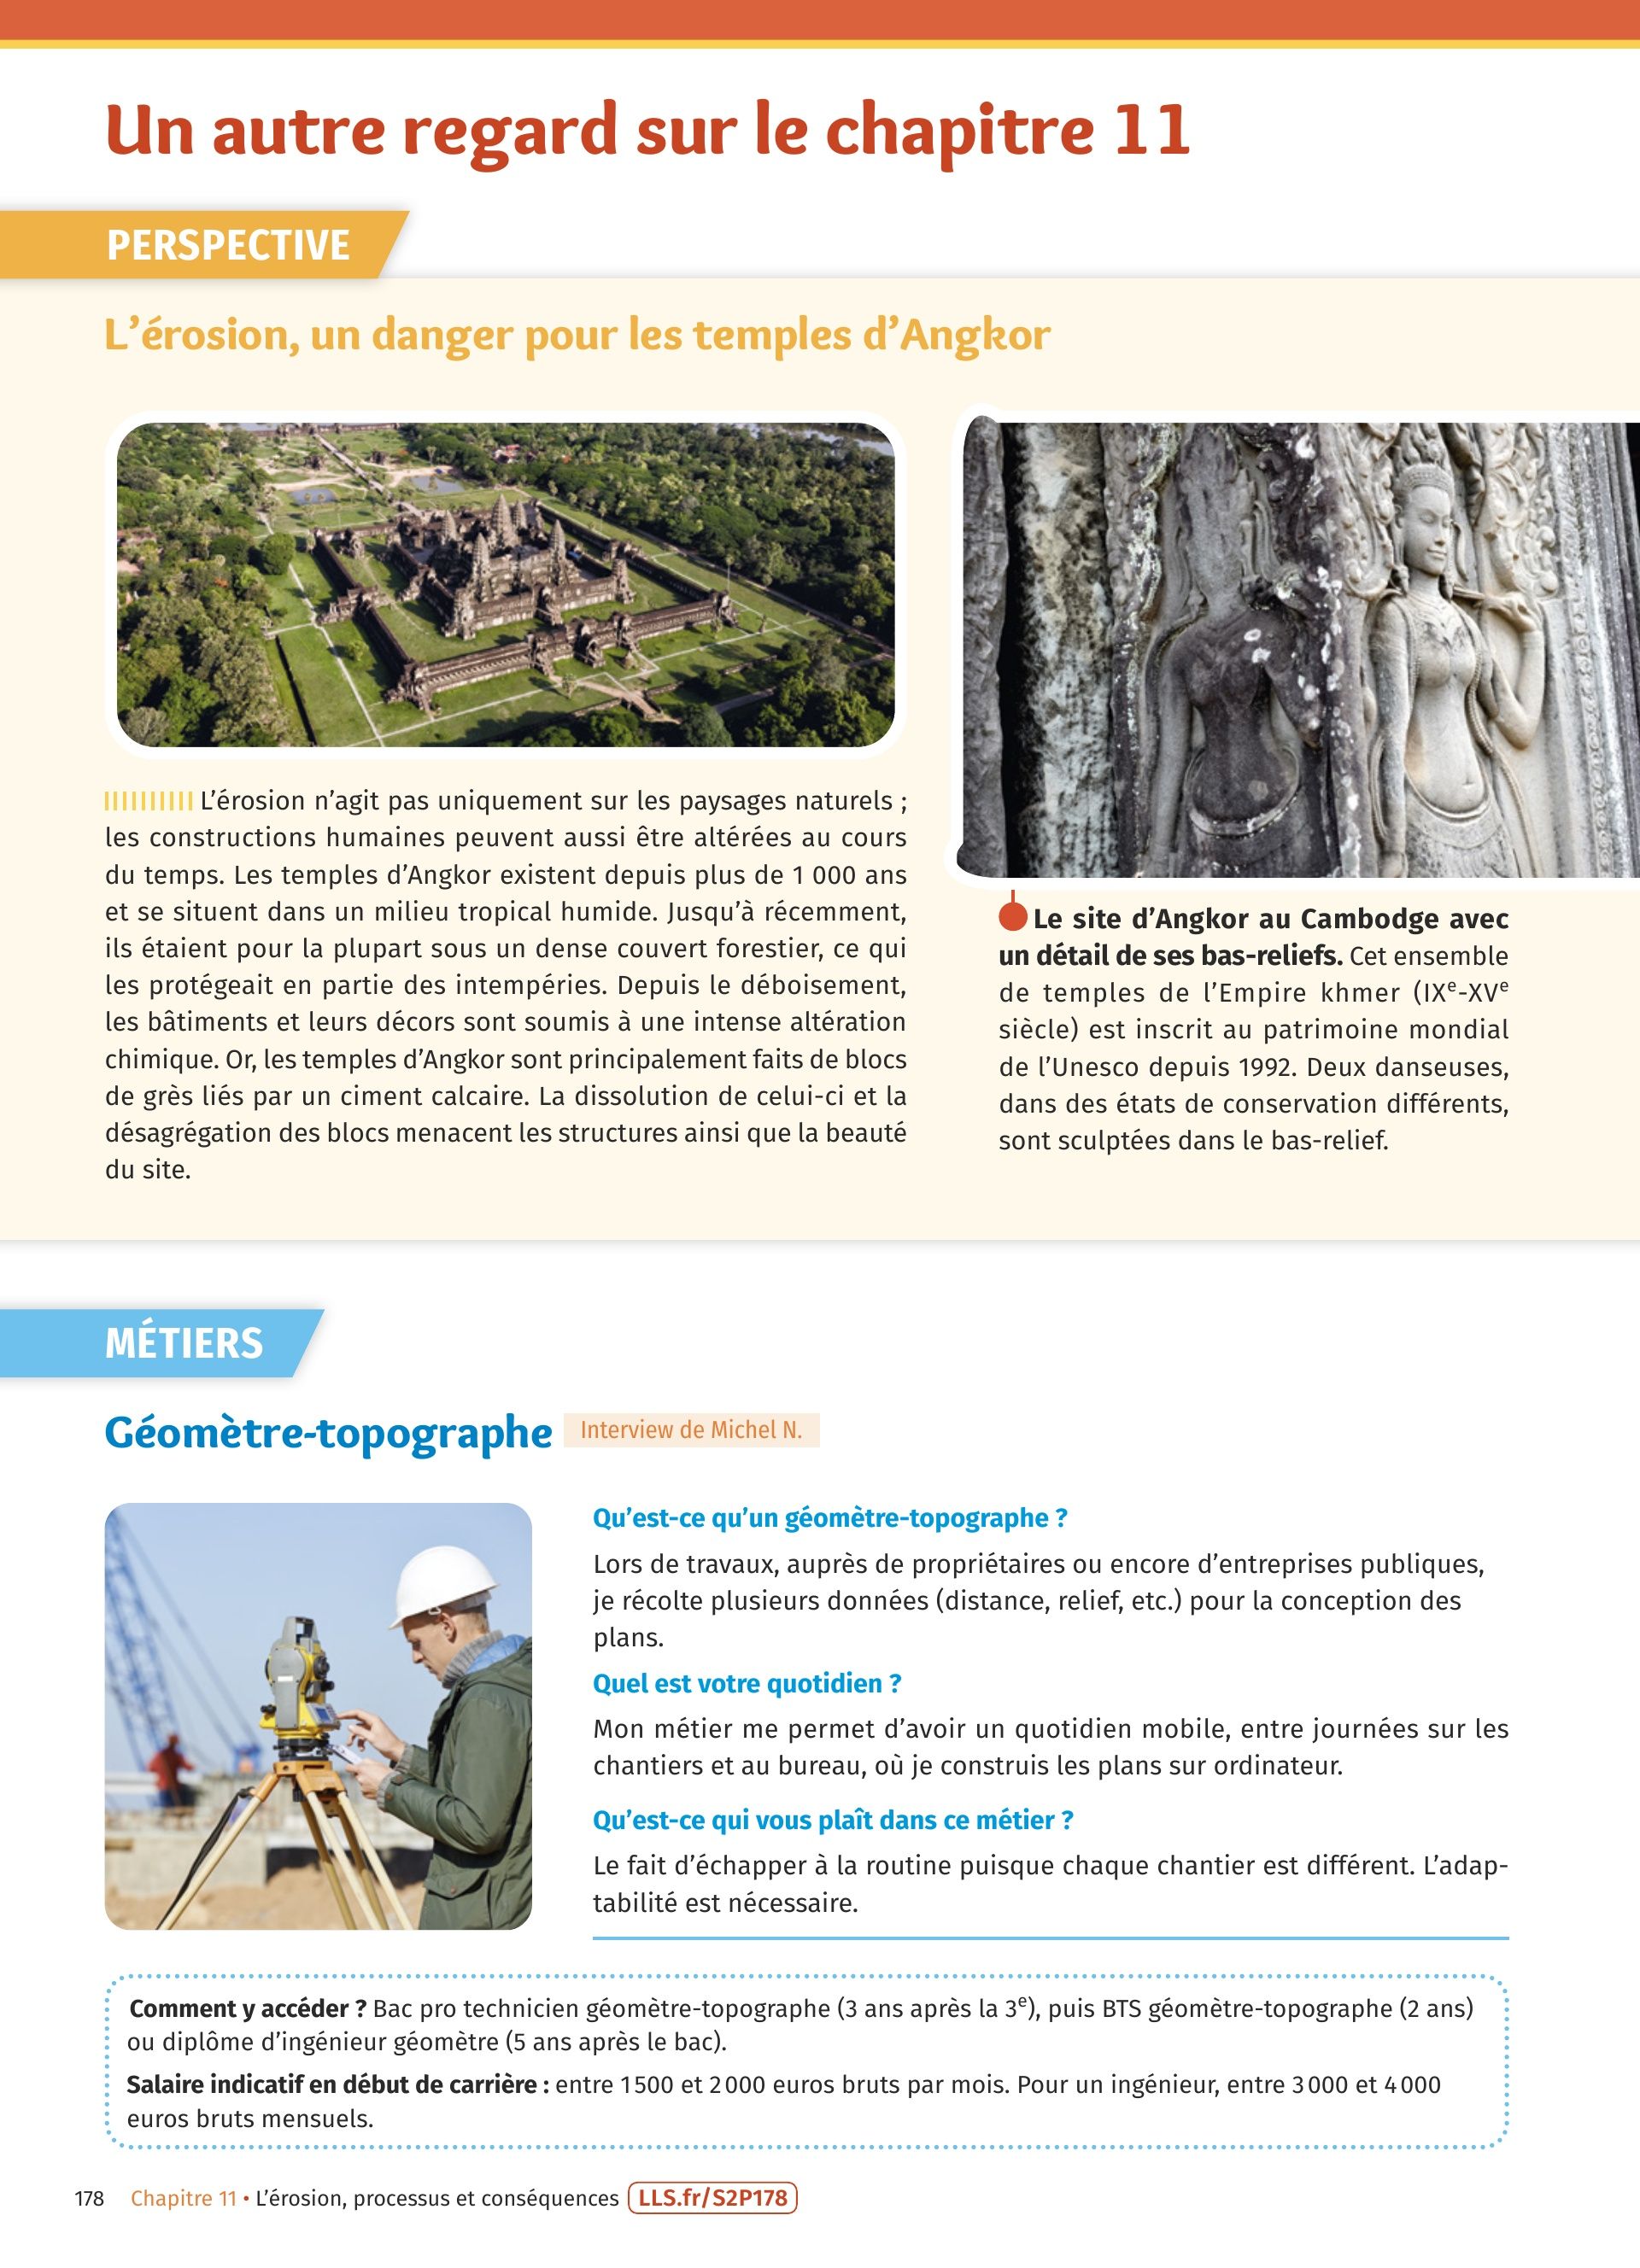 Un autre regard sur le chapitre 11
PERSPECTIVE
L’érosion, un danger pour les temples d’Angkor
L’érosion n’agit pas uniquement sur les paysages naturels ;
les constructions humaines peuvent aussi être altérées au cours
du temps. Les temples d’Angkor existent depuis plus de 1 000 ans
et se situent dans un milieu tropical humide. Jusqu’à récemment,
ils étaient pour la plupart sous un dense couvert forestier, ce qui
les protégeait en partie des intempéries. Depuis le déboisement,
les bâtiments et leurs décors sont soumis à une intense altération
chimique. Or, les temples d’Angkor sont principalement faits de blocs
de grès liés par un ciment calcaire. La dissolution de celui-ci et la
désagrégation des blocs menacent les structures ainsi que la beauté
du site.
Le site d’Angkor au Cambodge avec
un détail de ses bas-reliefs. Cet ensemble
de temples de l’Empire khmer (IXe-XVe
siècle) est inscrit au patrimoine mondial
de l’Unesco depuis 1992. Deux danseuses,
dans des états de conservation différents,
sont sculptées dans le bas-relief.
MÉTIERS
Géomètre-topographe Interview de Michel N.
Qu’est-ce qu’un géomètre-topographe ?
Lors de travaux, auprès de propriétaires ou encore d’entreprises publiques,
je récolte plusieurs données (distance, relief, etc.) pour la conception des
plans.
Quel est votre quotidien ?
Mon métier me permet d’avoir un quotidien mobile, entre journées sur les
chantiers et au bureau, où je construis les plans sur ordinateur.
Qu’est-ce qui vous plaît dans ce métier ?
Le fait d’échapper à la routine puisque chaque chantier est différent. L’adap-
tabilité est nécessaire.
Comment y accéder ? Bac pro technicien géomètre-topographe (3 ans après la 3e), puis BTS géomètre-topographe (2 ans)
ou diplôme d’ingénieur géomètre (5 ans après le bac).
Salaire indicatif en début de carrière : entre 1 500 et 2 000 euros bruts par mois. Pour un ingénieur, entre 3 000 et 4 000
euros bruts mensuels.
178 Chapitre 11 • L’érosion, processus et conséquences LLS.fr/S2P178